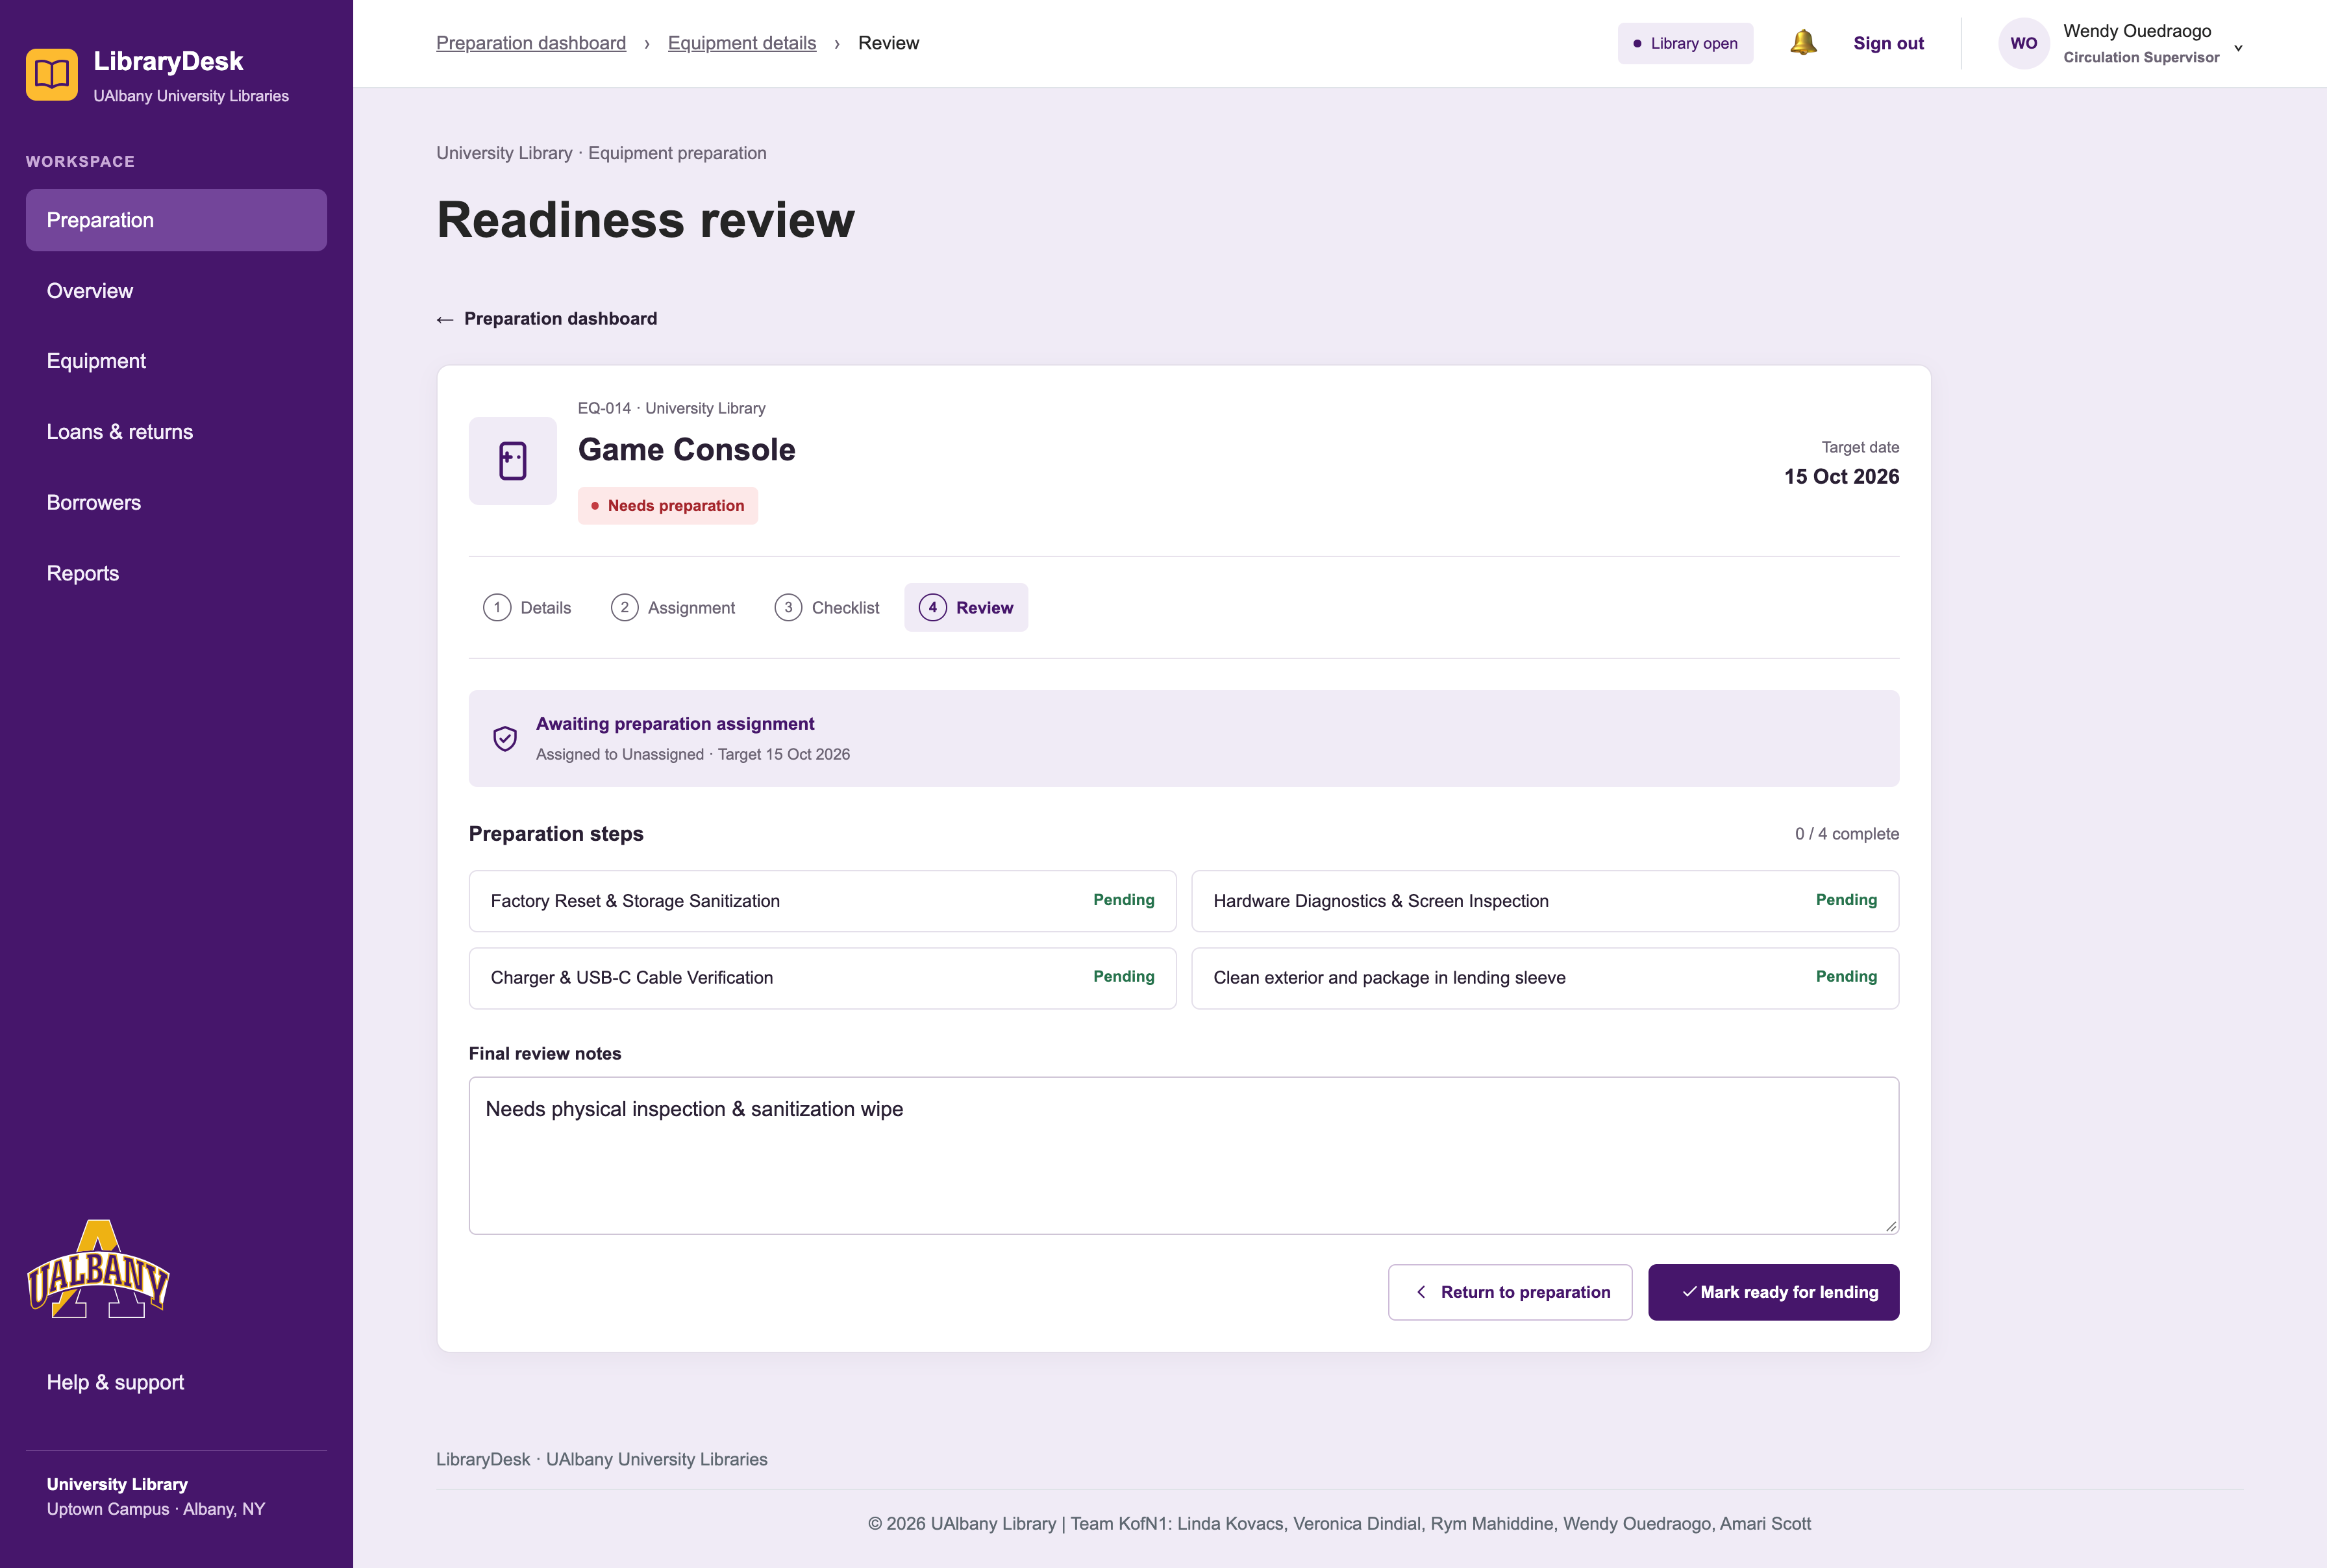 LibraryDesk
UAlbany University Libraries
WORKSPACE
Preparation
Overview
Equipment
Loans & returns
Borrowers
Reports
UALBANY
Help & support
University Library
Uptown Campus · Albany, NY
Preparation dashboard › Equipment details › Review
Library open
Sign out
WO
Wendy Ouedraogo
Circulation Supervisor
University Library · Equipment preparation
Readiness review
← Preparation dashboard
EQ-014 · University Library
Game Console
Needs preparation
Target date
15 Oct 2026
1 Details
2 Assignment
3 Checklist
4 Review
Awaiting preparation assignment
Assigned to Unassigned · Target 15 Oct 2026
Preparation steps
0 / 4 complete
Factory Reset & Storage Sanitization Pending
Hardware Diagnostics & Screen Inspection Pending
Charger & USB-C Cable Verification Pending
Clean exterior and package in lending sleeve Pending
Final review notes
Needs physical inspection & sanitization wipe
Return to preparation
Mark ready for lending
LibraryDesk · UAlbany University Libraries
© 2026 UAlbany Library | Team KofN1: Linda Kovacs, Veronica Dindial, Rym Mahiddine, Wendy Ouedraogo, Amari Scott